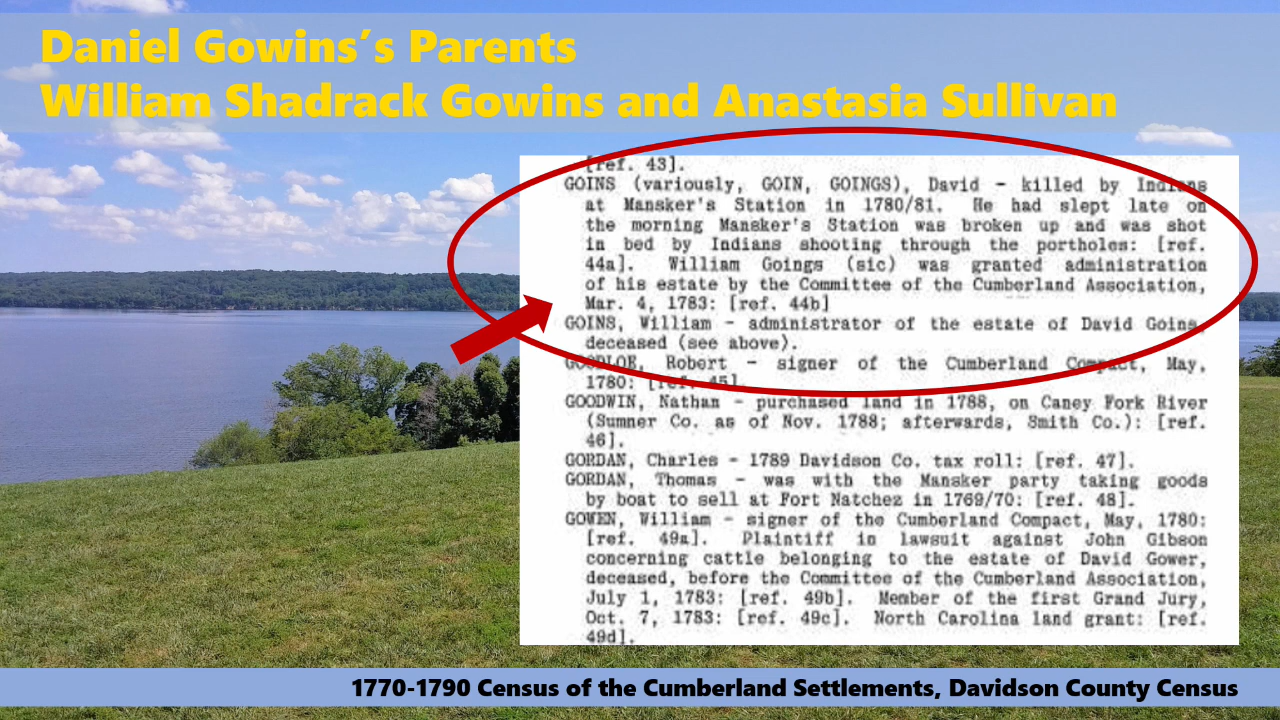 Daniel Gowins’s Parents
William Shadrack Gowins and Anastasia Sullivan
[ref. 43].
GOINS (variously, GOIN, GOINGS), David - killed by Indians
at Mansker's Station in 1780/81. He had slept late on
the morning Mansker's Station was broken up and was shot
in bed by Indians shooting through the portholes: [ref.
44a]. William Goings (sic) was granted administration
of his estate by the Committee of the Cumberland Association,
Mar. 4, 1783: [ref. 44b]
GOINS, William - administrator of the estate of David Goins,
deceased (see above).
GOODLOE, Robert - signer of the Cumberland Compact, May,
1780: [ref. 45].
GOODWIN, Nathan - purchased land in 1788, on Caney Fork River
(Sumner Co. as of Nov. 1788; afterwards, Smith Co.): [ref.
46].
GORDAN, Charles - 1789 Davidson Co. tax roll: [ref. 47].
GORDAN, Thomas - was with the Mansker party taking goods
by boat to sell at Fort Natchez in 1769/70: [ref. 48].
GOWEN, William - signer of the Cumberland Compact, May, 1780:
[ref. 49a]. Plaintiff in lawsuit against John Gibson
concerning cattle belonging to the estate of David Gower,
deceased, before the Committee of the Cumberland Association,
July 1, 1783: [ref. 49b]. Member of the first Grand Jury,
Oct. 7, 1783: [ref. 49c]. North Carolina land grant: [ref.
49d].
1770-1790 Census of the Cumberland Settlements, Davidson County Census